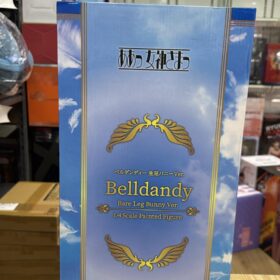 ああっ女神さまっ
ベルダンディー 生足バニーVer.
Belldandy
Bare Leg Bunny Ver.
1/4 Scale Painted Figure